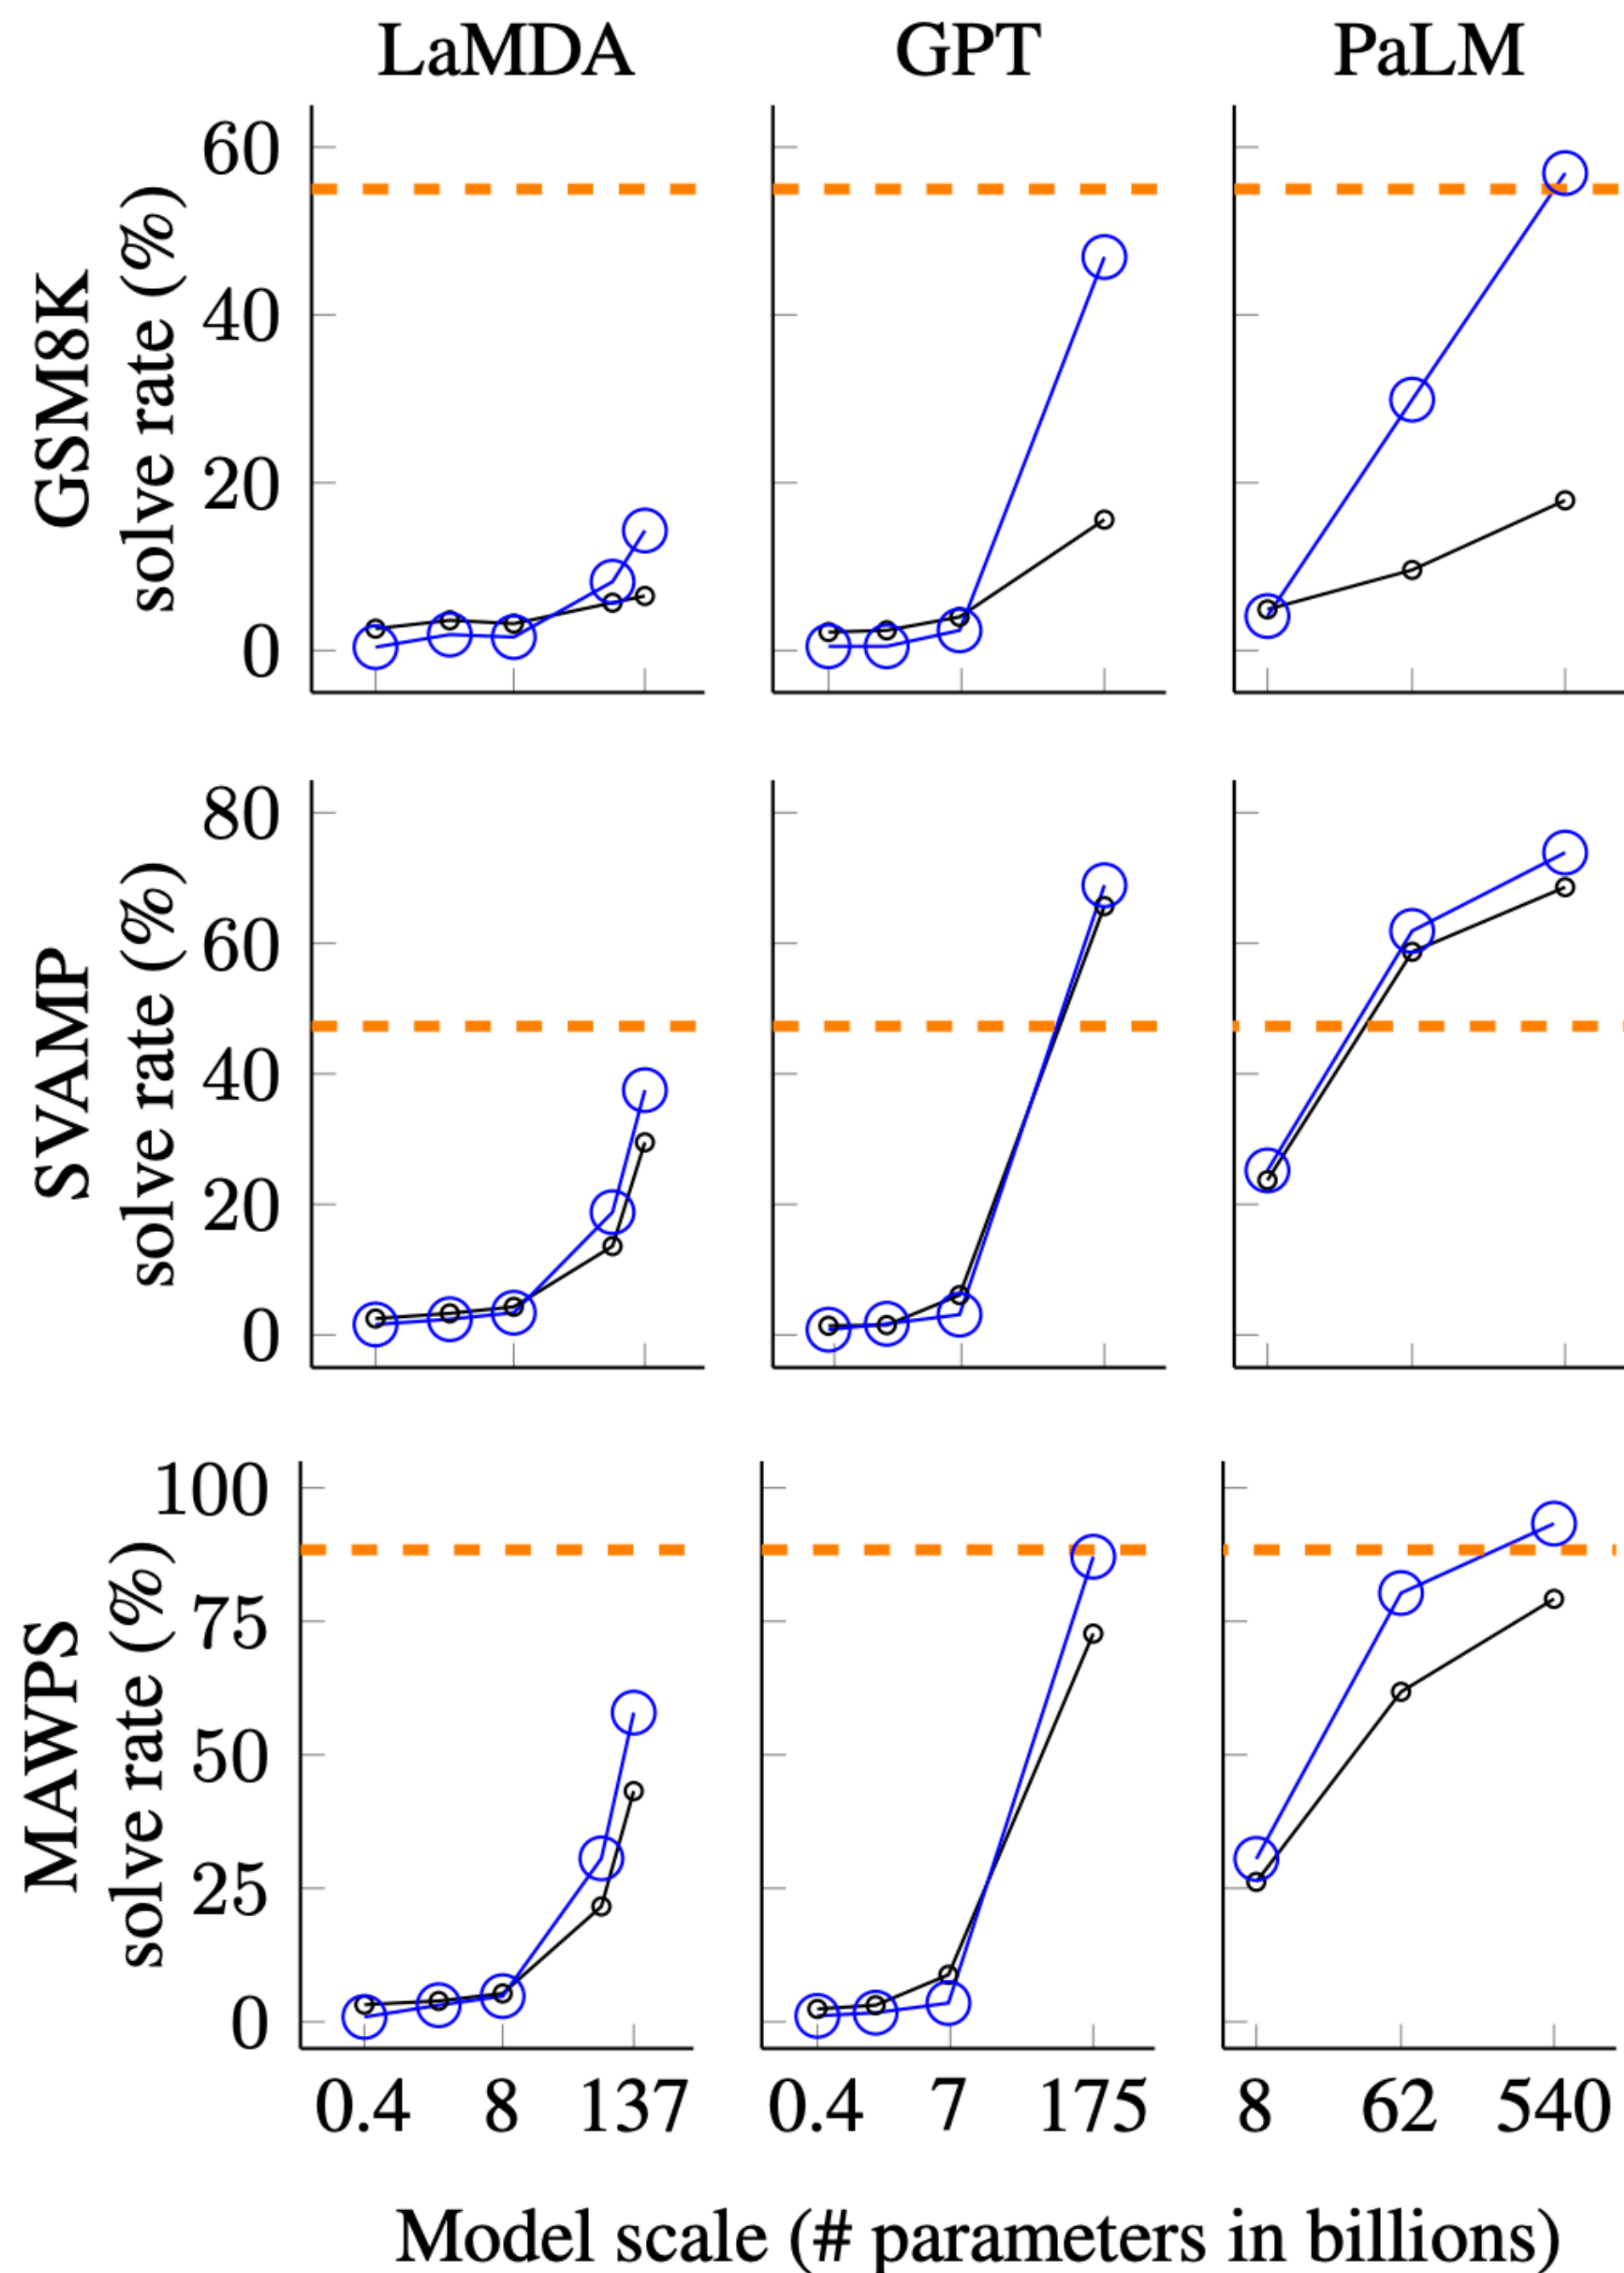 LaMDA GPT PaLM
GSM8K
solve rate (%)
60
40
20
0
SVAMP
solve rate (%)
80
60
40
20
0
MAWPS
solve rate (%)
100
75
50
25
0
0.4 8 137 0.4 7 175 8 62 540
Model scale (# parameters in billions)